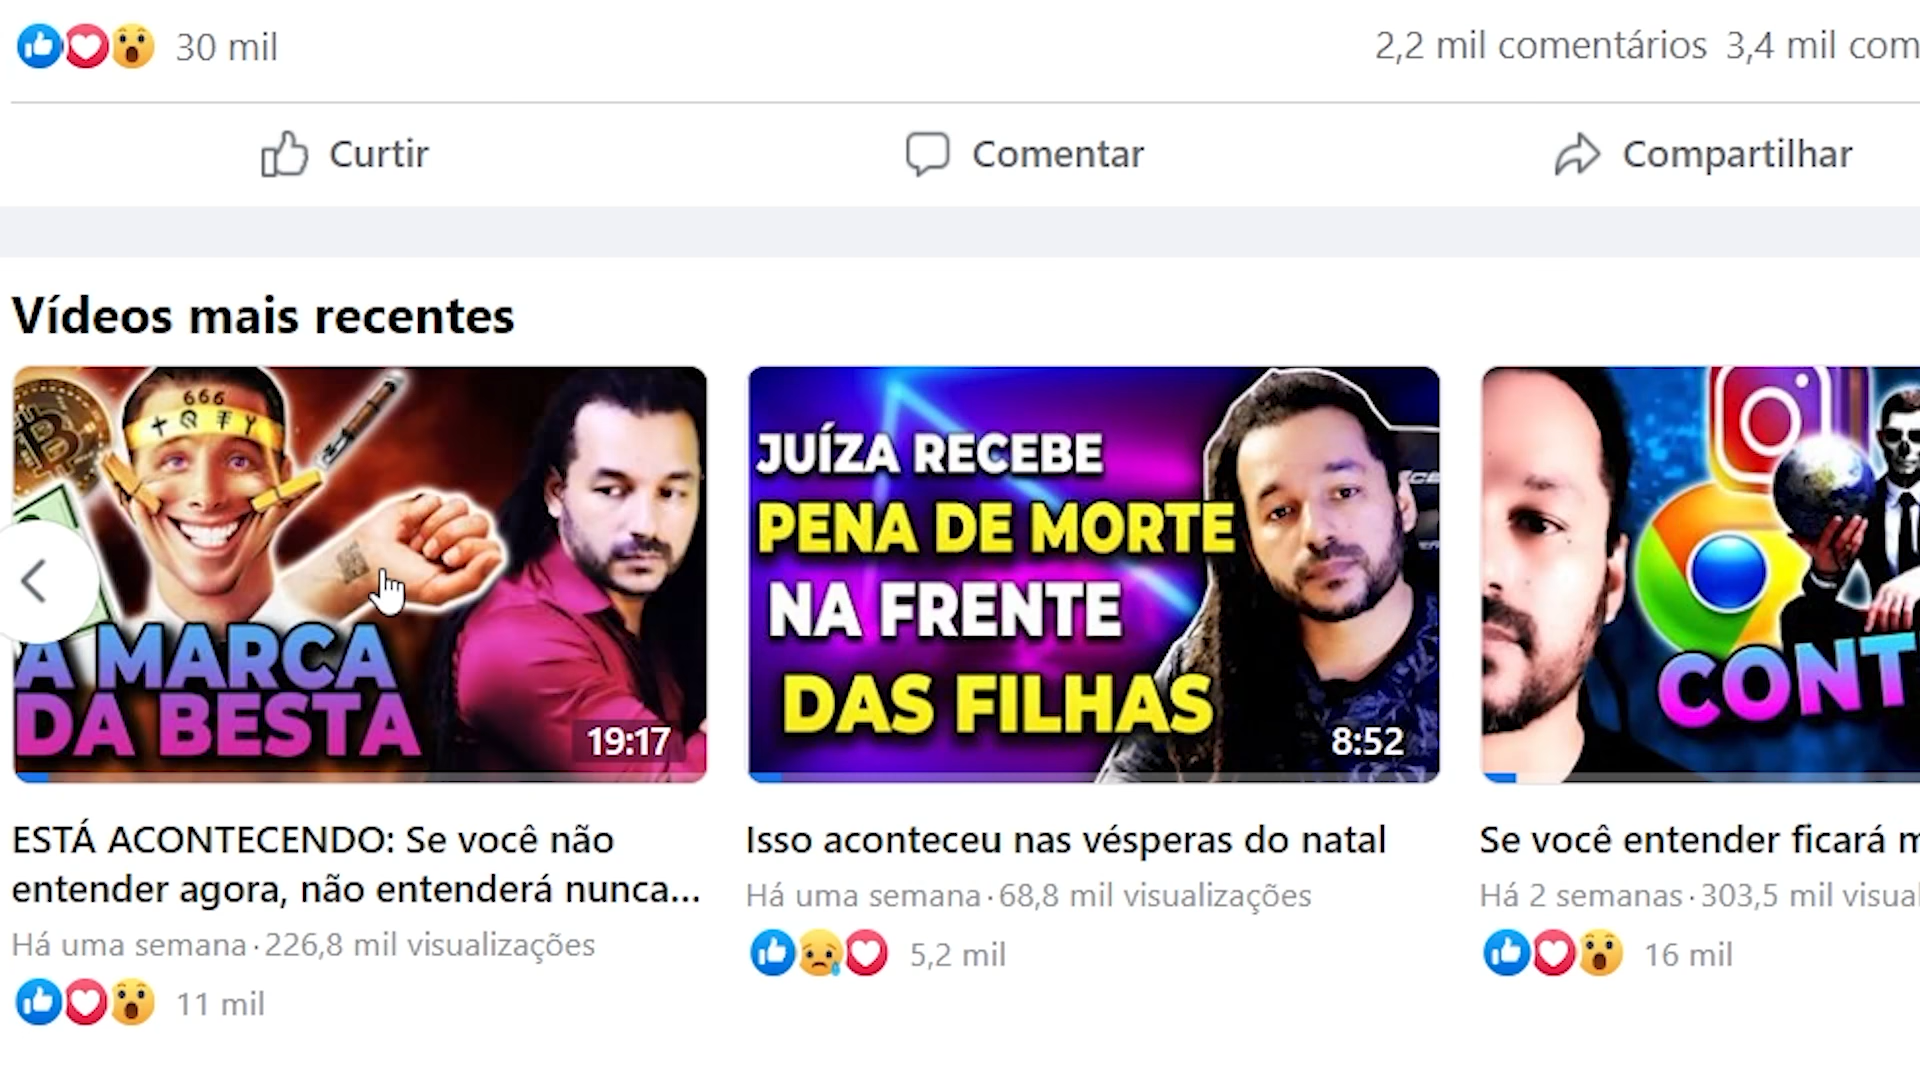 30 mil
2,2 mil comentários 3,4 mil com
Curtir
Comentar
Compartilhar
Vídeos mais recentes
666
A MARCA
DA BESTA
19:17
JUÍZA RECEBE
PENA DE MORTE
NA FRENTE
DAS FILHAS
8:52
CONT
ESTÁ ACONTECENDO: Se você não
entender agora, não entenderá nunca...
Há uma semana · 226,8 mil visualizações
11 mil
Isso aconteceu nas vésperas do natal
Há uma semana · 68,8 mil visualizações
5,2 mil
Se você entender ficará m
Há 2 semanas · 303,5 mil visual
16 mil